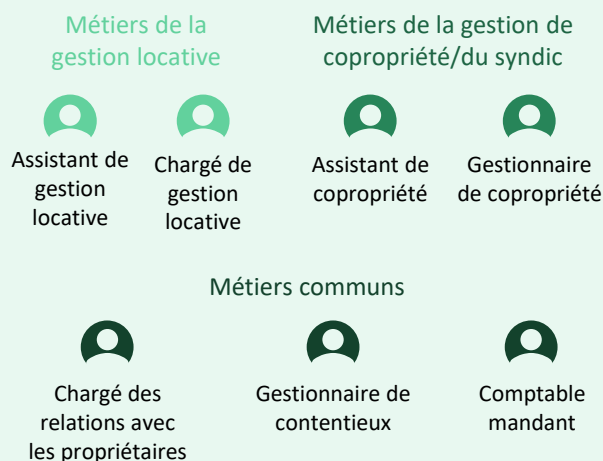 Métiers de la
gestion locative
Métiers de la gestion de
copropriété/du syndic
Assistant de
gestion
locative
Chargé de
gestion
locative
Assistant de
copropriété
Gestionnaire
de copropriété
Métiers communs
Chargé des
relations avec
les propriétaires
Gestionnaire de
contentieux
Comptable
mandant